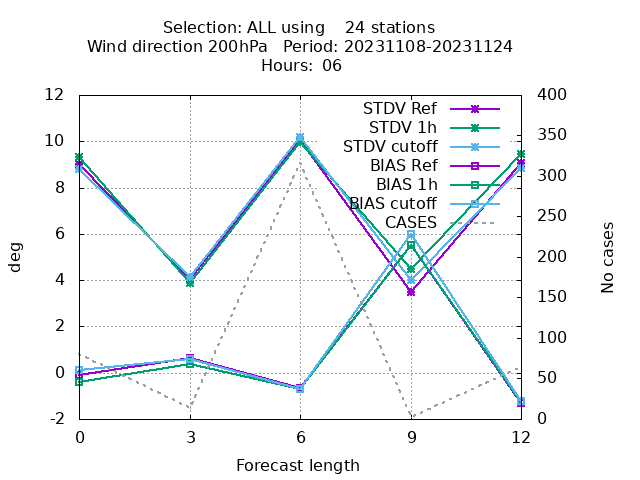 Selection: ALL using    24 stations
Wind direction 200hPa   Period: 20231108-20231124
Hours: 06
STDV Ref
STDV 1h
STDV cutoff
BIAS Ref
BIAS 1h
BIAS cutoff
CASES
12
10
8
6
4
2
0
-2
400
350
300
250
200
150
100
50
0
deg
No cases
0 3 6 9 12
Forecast length